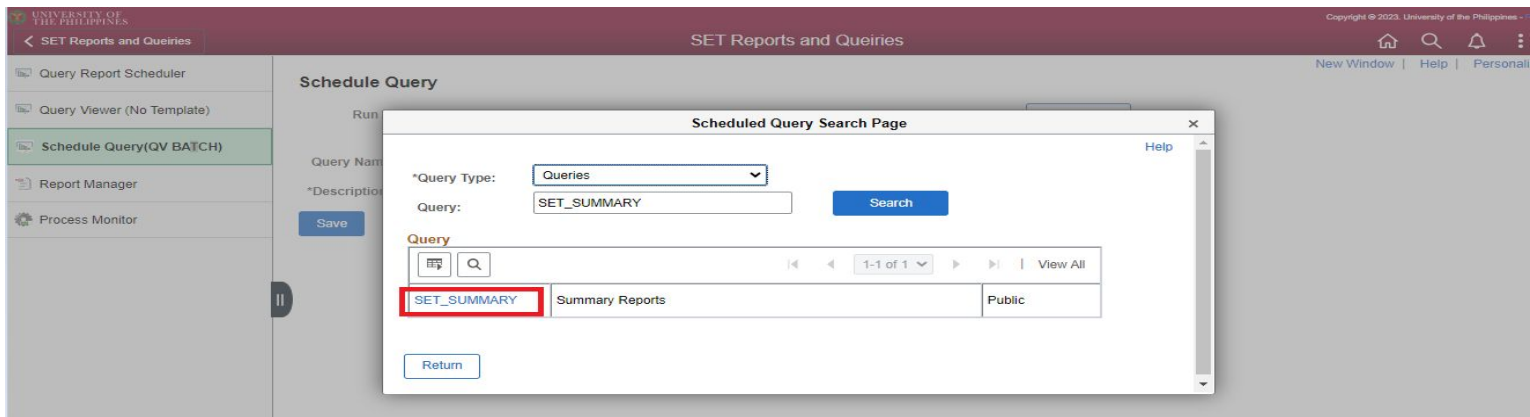 UNIVERSITY OF
THE PHILIPPINES
Copyright © 2023. University of the Philippines -
SET Reports and Queiries
SET Reports and Queiries
New Window | Help | Personali
Query Report Scheduler
Query Viewer (No Template)
Schedule Query(QV BATCH)
Report Manager
Process Monitor
Schedule Query
Run
Query Nam
*Description
Save
Scheduled Query Search Page
×
Help
*Query Type:
Queries
Query:
SET_SUMMARY
Search
Query
1-1 of 1
| View All
SET_SUMMARY
Summary Reports
Public
Return